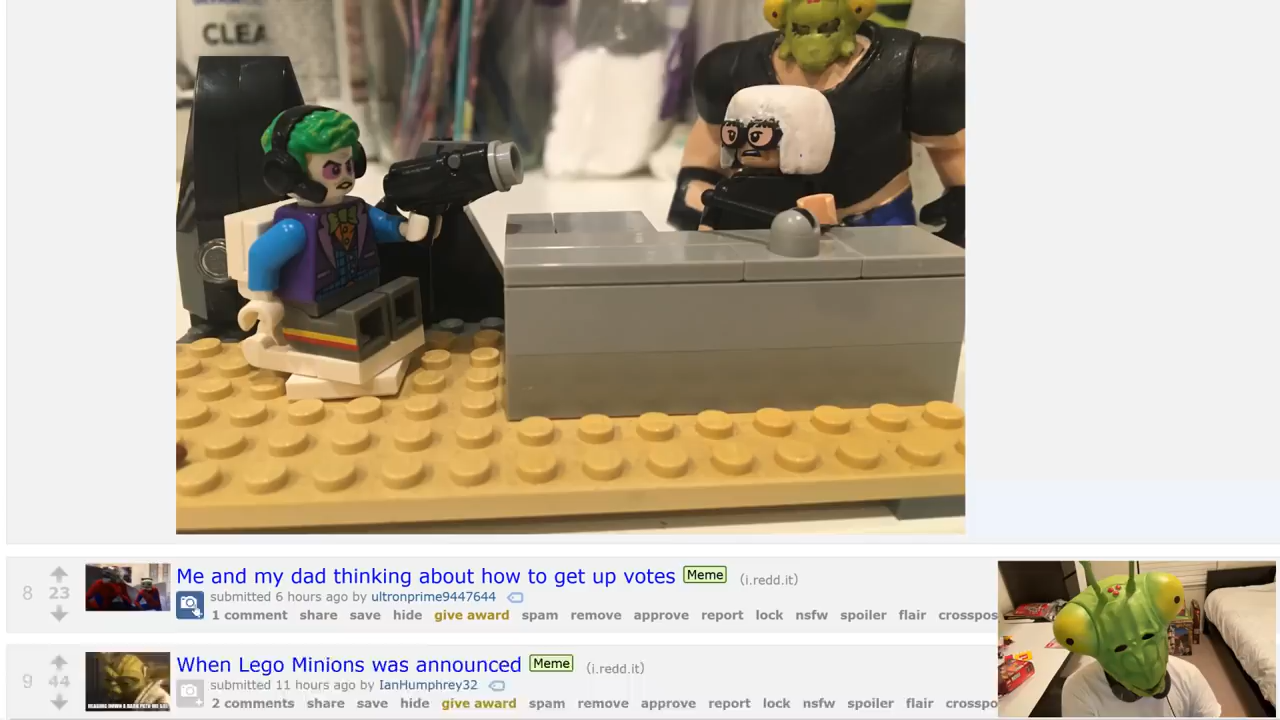 CLEA
8
23
Me and my dad thinking about how to get up votes Meme (i.redd.it)
submitted 6 hours ago by ultronprime9447644
1 comment share save hide give award spam remove approve report lock nsfw spoiler flair crosspos
9
44
When Lego Minions was announced Meme (i.redd.it)
submitted 11 hours ago by IanHumphrey32
2 comments share save hide give award spam remove approve report lock nsfw spoiler flair crosspos